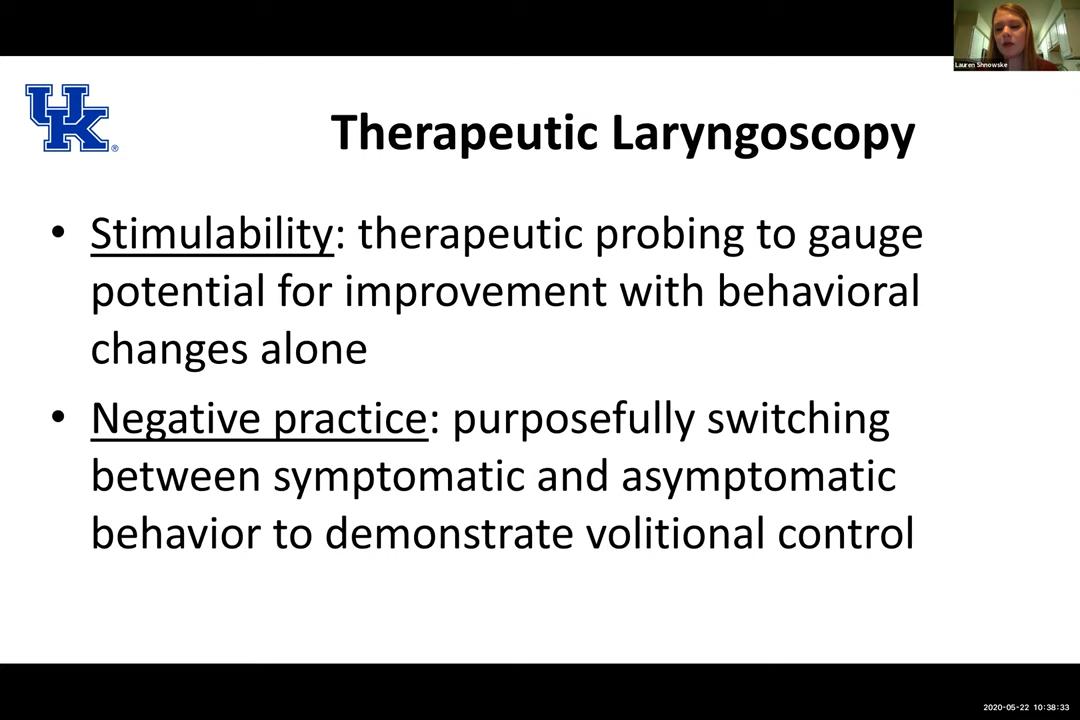 Lauren Shnowske
UK
®
Therapeutic Laryngoscopy
• Stimulability: therapeutic probing to gauge
potential for improvement with behavioral
changes alone
• Negative practice: purposefully switching
between symptomatic and asymptomatic
behavior to demonstrate volitional control
2020-05-22 10:38:33